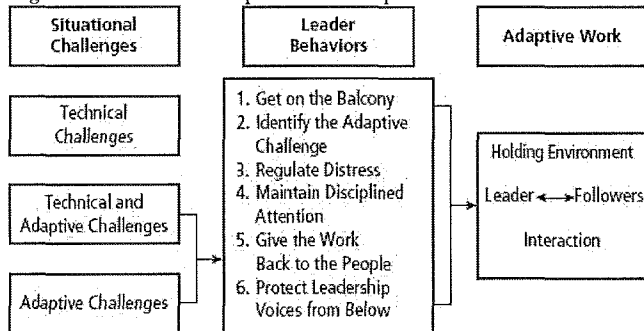 Situational
Challenges
Leader
Behaviors
Adaptive Work
Technical
Challenges
Technical and
Adaptive Challenges
Adaptive Challenges
1. Get on the Balcony
2. Identify the Adaptive
Challenge
3. Regulate Distress
4. Maintain Disciplined
Attention
5. Give the Work
Back to the People
6. Protect Leadership
Voices from Below
Holding Environment
Leader Followers
Interaction